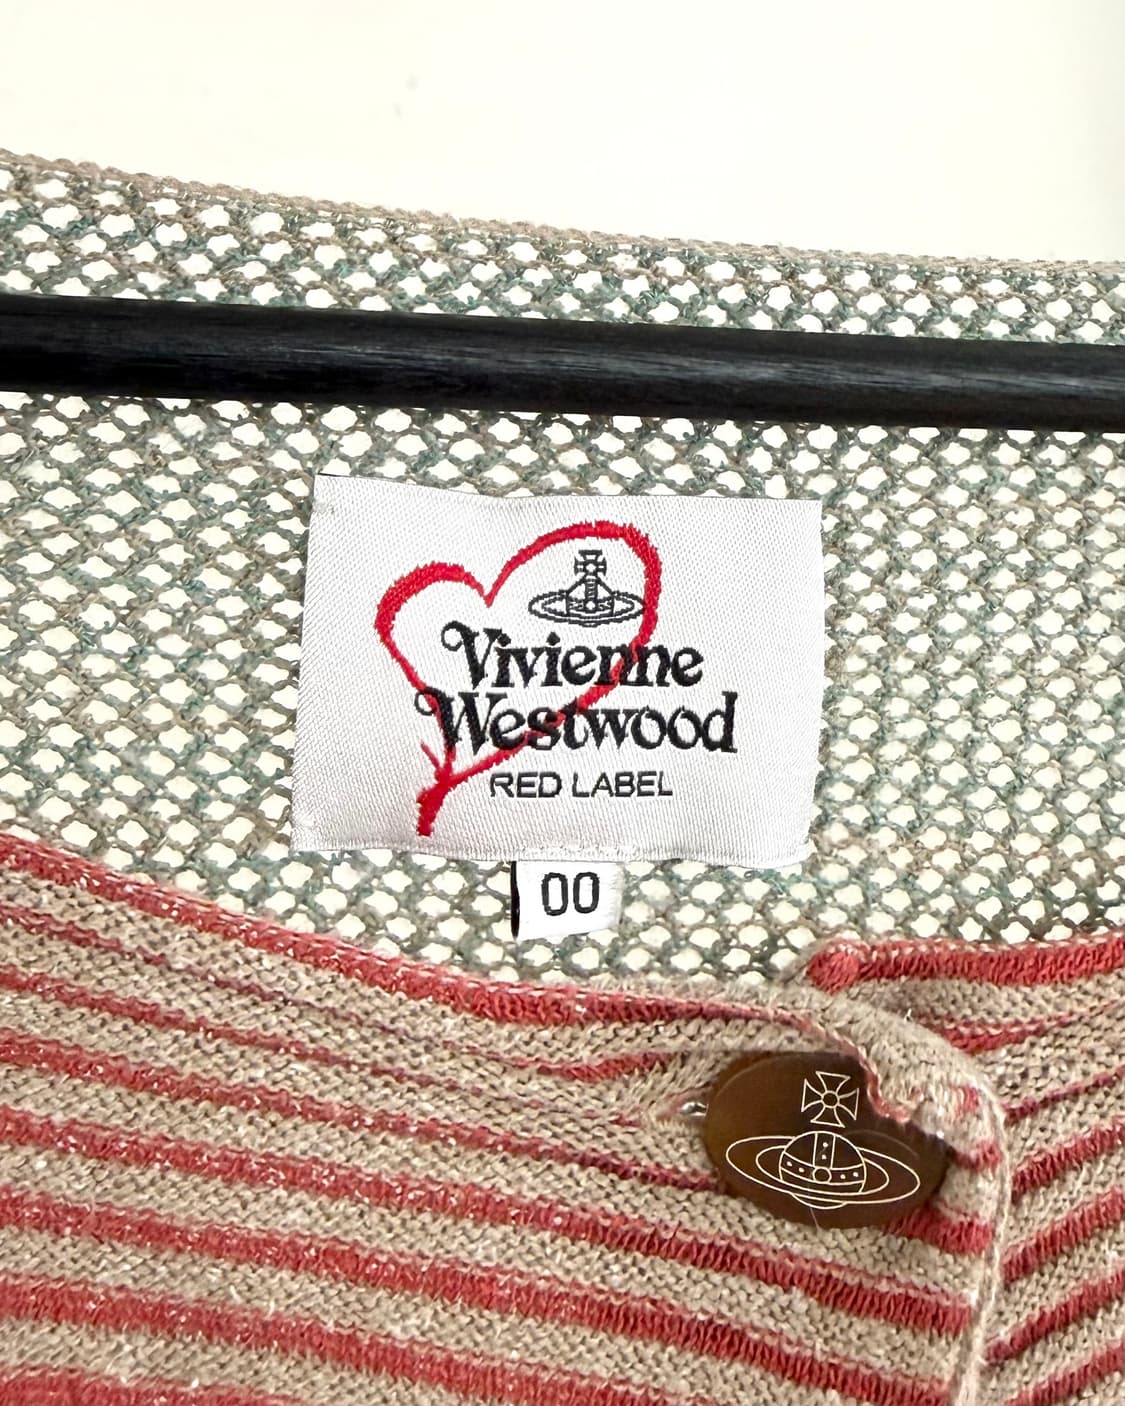 Vivienne
Westwood
RED LABEL
00